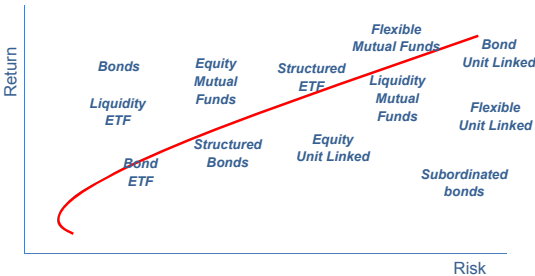 Return
Bonds
Liquidity
ETF
Bond
ETF
Equity
Mutual
Funds
Structured
Bonds
Structured
ETF
Equity
Unit Linked
Flexible
Mutual Funds
Liquidity
Mutual
Funds
Bond
Unit Linked
Flexible
Unit Linked
Subordinated
bonds
Risk